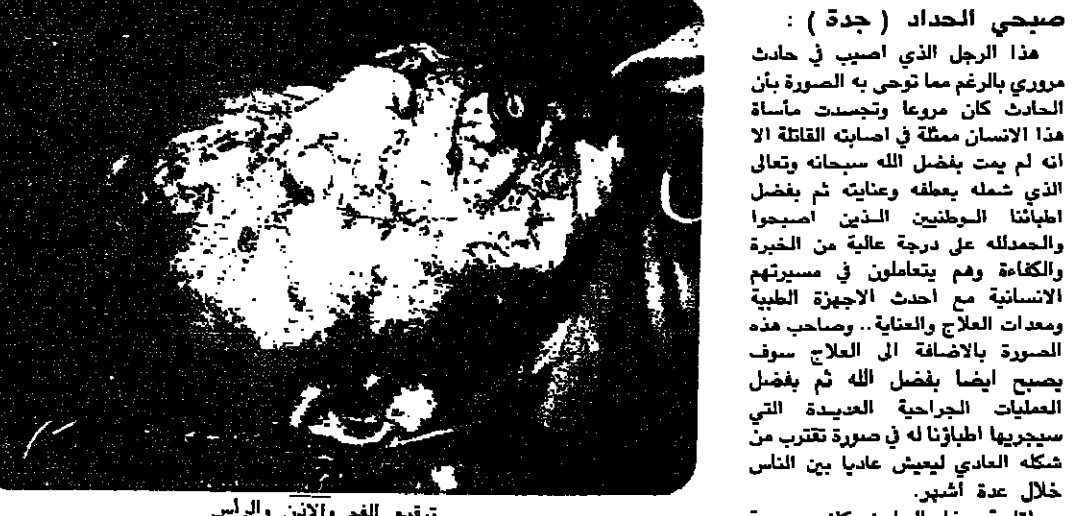 صبحي الحداد ( جدة ) :
هذا الرجل الذي اصيب في حادث
مروري بالرغم مما توحي به الصورة بأن
الحادث كان مروعا وتجسدت مأساة
هذا الانسان ممثلة في اصابته القاتلة الا
انه لم يمت بفضل الله سبحانه وتعالى
الذي شمله بعطفه وعنايته ثم بفضل
اطبائنا الوطنيين الذين اصبحوا
والحمدلله على درجة عالية من الخبرة
والكفاءة وهم يتعاملون في مسيرتهم
الانسانية مع احدث الاجهزة الطبية
ومعدات العلاج والعناية .. وصاحب هذه
الصورة بالاضافة الى العلاج سوف
يصبح ايضا بفضل الله ثم بفضل
العمليات الجراحية العديدة التي
سيجريها اطباؤنا له في صورة تقترب من
شكله العادي ليعيش عاديا بين الناس
خلال عدة اشهر.
ترقيع الفم والاذن والرأس